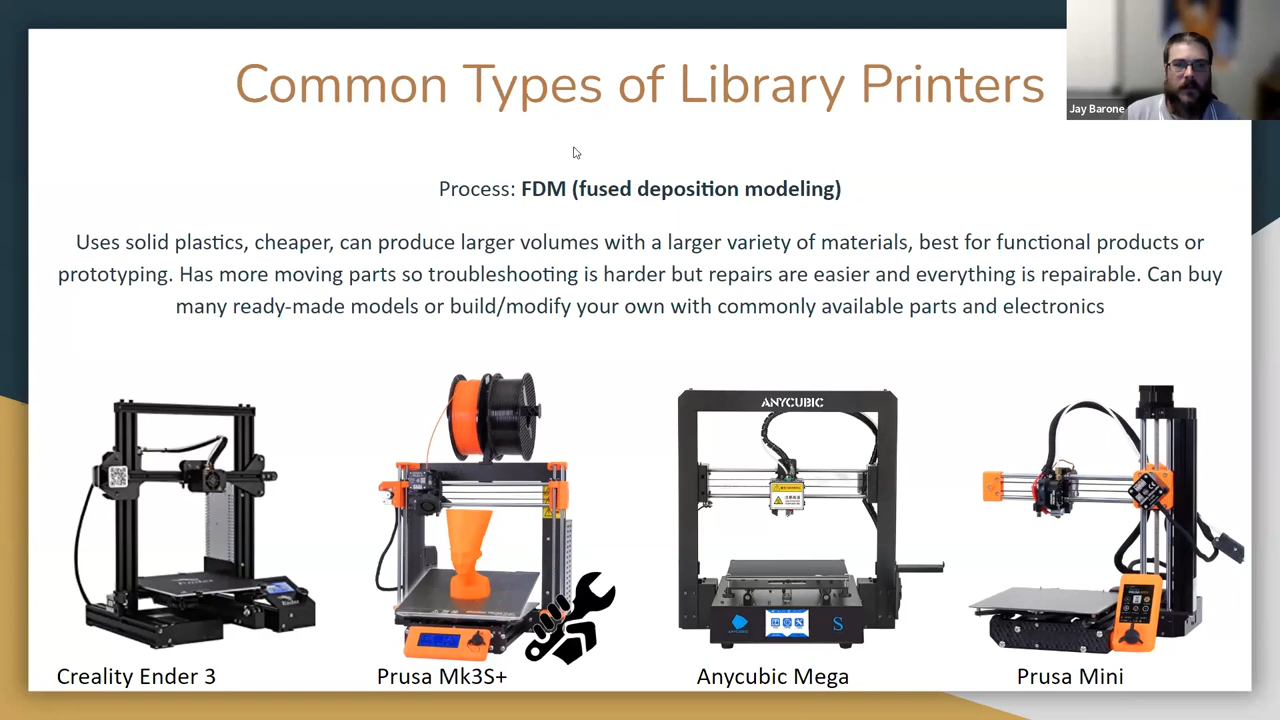 Common Types of Library Printers
Jay Barone
Process: FDM (fused deposition modeling)
Uses solid plastics, cheaper, can produce larger volumes with a larger variety of materials, best for functional products or
prototyping. Has more moving parts so troubleshooting is harder but repairs are easier and everything is repairable. Can buy
many ready-made models or build/modify your own with commonly available parts and electronics
ANYCUBIC
Ender
ANYCUBIC
S
Creality Ender 3
Prusa Mk3S+
Anycubic Mega
Prusa Mini